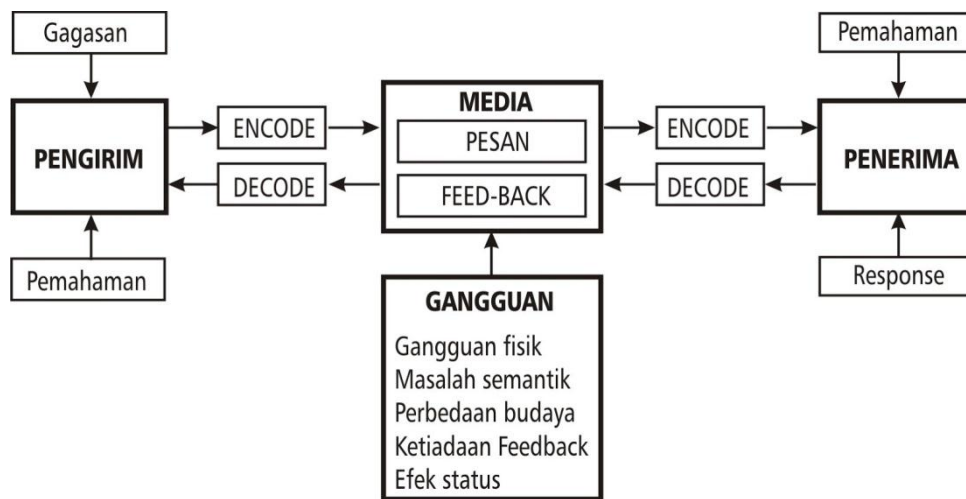 Gagasan
Pemahaman
PENGIRIM
ENCODE
DECODE
MEDIA
PESAN
FEED-BACK
ENCODE
DECODE
PENERIMA
Pemahaman
Response
GANGGUAN
Gangguan fisik
Masalah semantik
Perbedaan budaya
Ketiadaan Feedback
Efek status